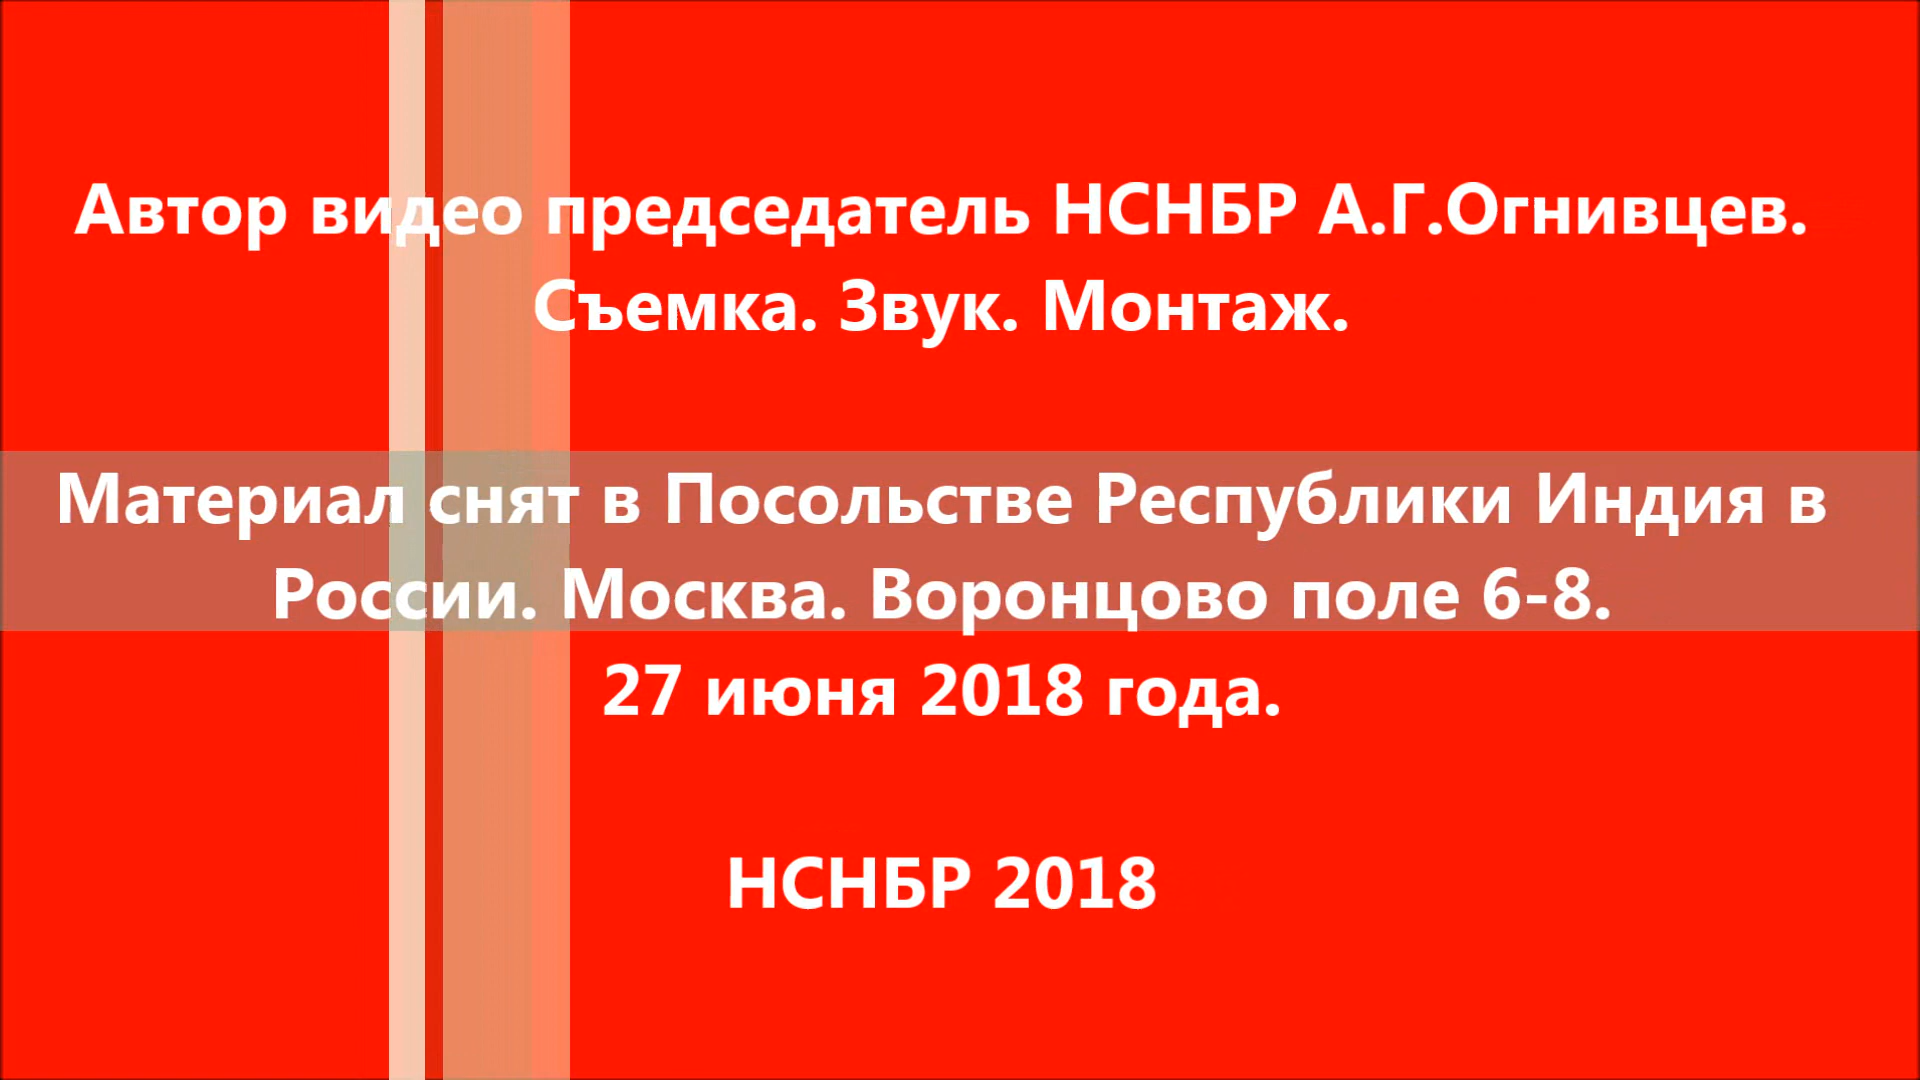 Автор видео председатель НСНБР А.Г.Огнивцев.
Съемка. Звук. Монтаж.
Материал снят в Посольстве Республики Индия в
России. Москва. Воронцово поле 6-8.
27 июня 2018 года.
НСНБР 2018